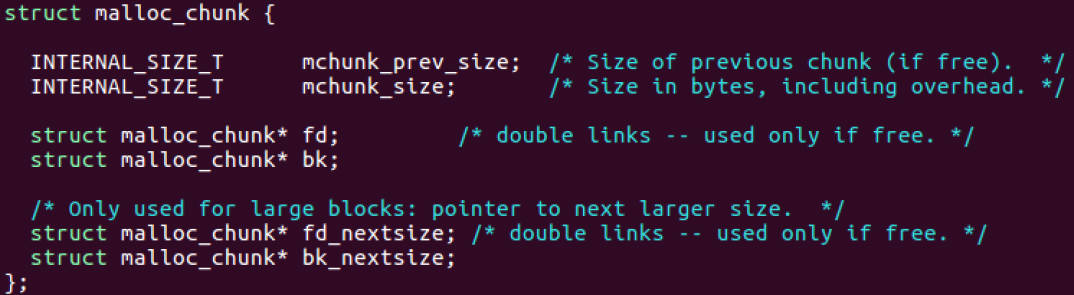 struct malloc_chunk {
INTERNAL_SIZE_T mchunk_prev_size; /* Size of previous chunk (if free). */
INTERNAL_SIZE_T mchunk_size; /* Size in bytes, including overhead. */
struct malloc_chunk* fd; /* double links -- used only if free. */
struct malloc_chunk* bk;
/* Only used for large blocks: pointer to next larger size. */
struct malloc_chunk* fd_nextsize; /* double links -- used only if free. */
struct malloc_chunk* bk_nextsize;
};